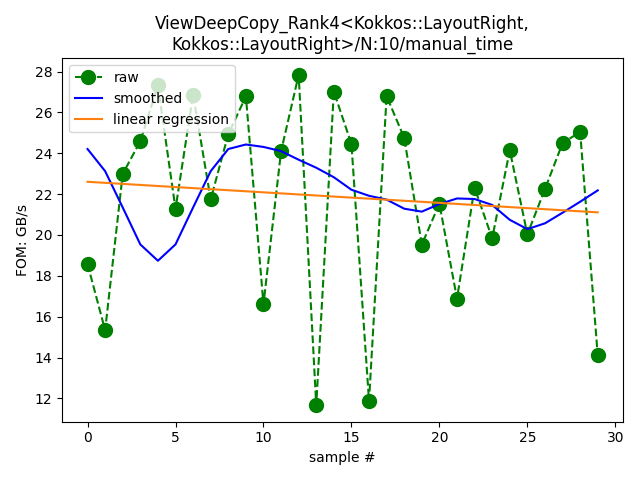 ViewDeepCopy_Rank4<Kokkos::LayoutRight,
Kokkos::LayoutRight>/N:10/manual_time
raw
smoothed
linear regression
FOM: GB/s
28
26
24
22
20
18
16
14
12
0
5
10
15
20
25
30
sample #